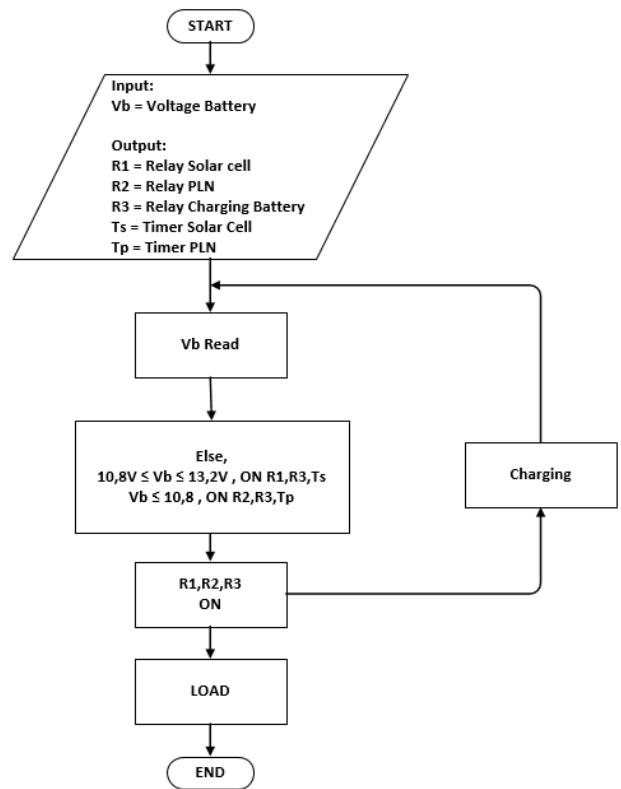 START
Input:
Vb = Voltage Battery
Output:
R1 = Relay Solar cell
R2 = Relay PLN
R3 = Relay Charging Battery
Ts = Timer Solar Cell
Tp = Timer PLN
Vb Read
Else,
10,8V ≤ Vb ≤ 13,2V , ON R1,R3,Ts
Vb ≤ 10,8 , ON R2,R3,Tp
Charging
R1,R2,R3
ON
LOAD
END